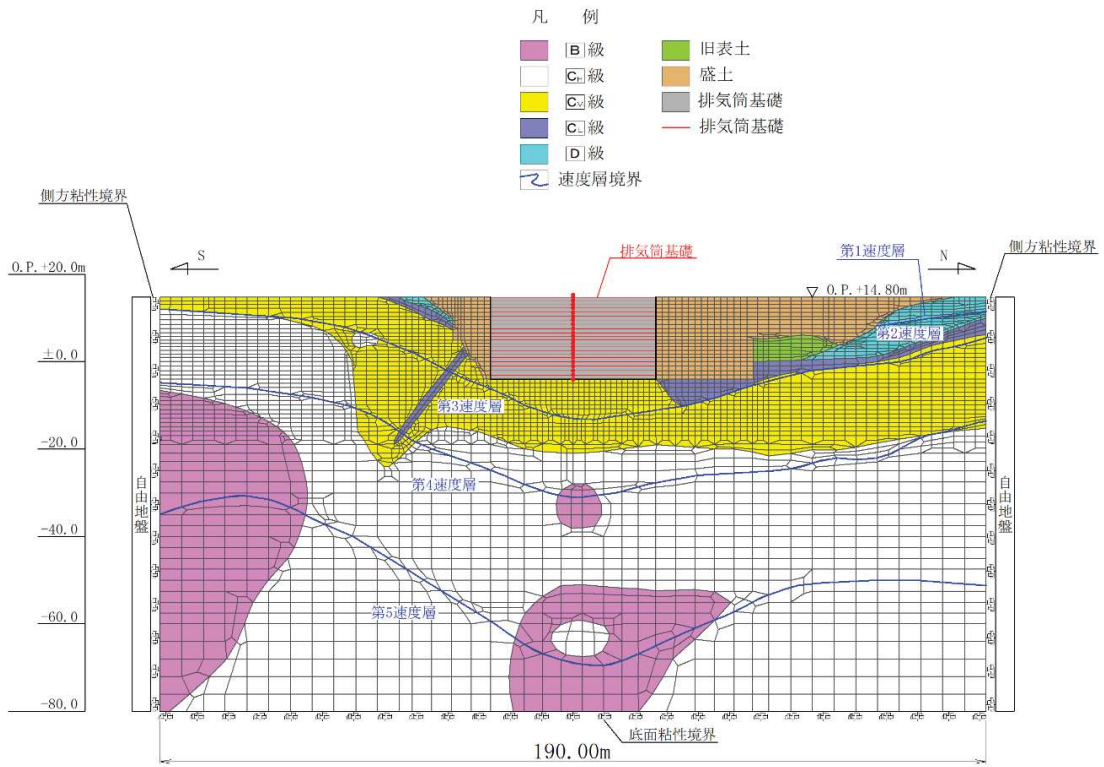 凡 例
B 級
CH 級
CM 級
CL 級
D 級
速度層境界
旧表土
盛土
排気筒基礎
排気筒基礎
側方粘性境界
側方粘性境界
第1速度層
排気筒基礎
S
N
O.P.+20.0m
O.P.+14.80m
第2速度層
±0.0
第3速度層
-20.0
第4速度層
自由地盤
自由地盤
-40.0
第5速度層
-60.0
-80.0
底面粘性境界
190.00m